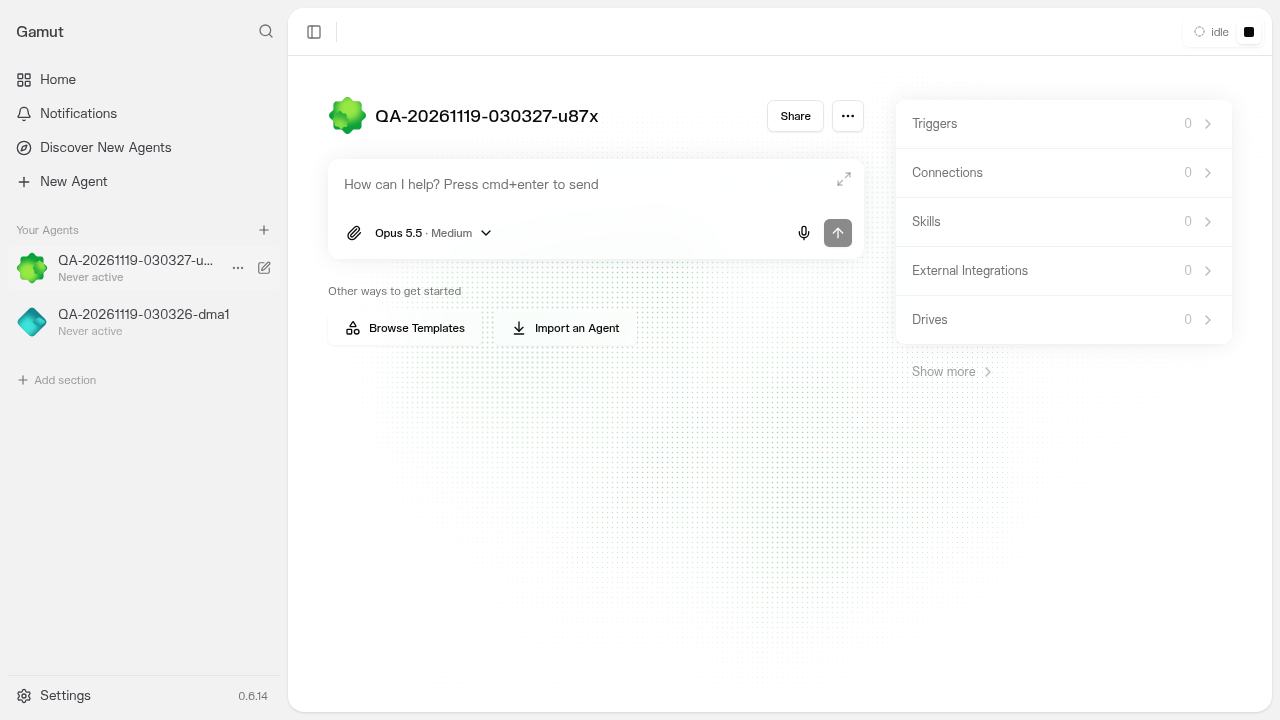 Gamut
Home
Notifications
Discover New Agents
New Agent
Your Agents
QA-20261119-030327-u...
Never active
QA-20261119-030326-dma1
Never active
Add section
Settings
0.6.14
idle
QA-20261119-030327-u87x
Share
How can I help? Press cmd+enter to send
Opus 5.5 · Medium
Other ways to get started
Browse Templates
Import an Agent
Triggers 0
Connections 0
Skills 0
External Integrations 0
Drives 0
Show more